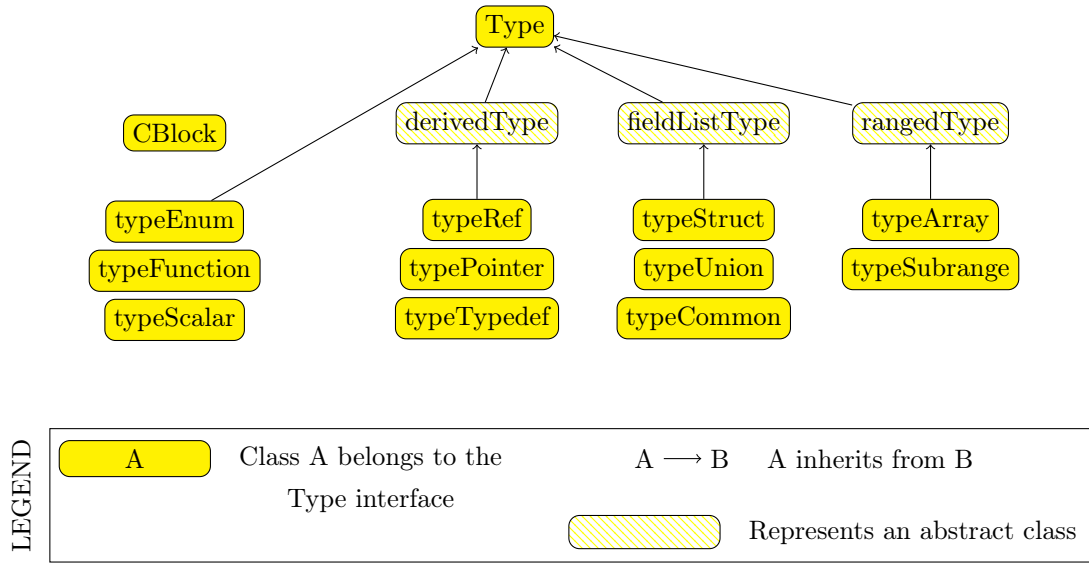 Type
derivedType
fieldListType
rangedType
CBlock
typeEnum
typeRef
typeStruct
typeArray
typeFunction
typePointer
typeUnion
typeSubrange
typeScalar
typeTypedef
typeCommon
LEGEND
A
Class A belongs to the
Type interface
A → B
A inherits from B
Represents an abstract class